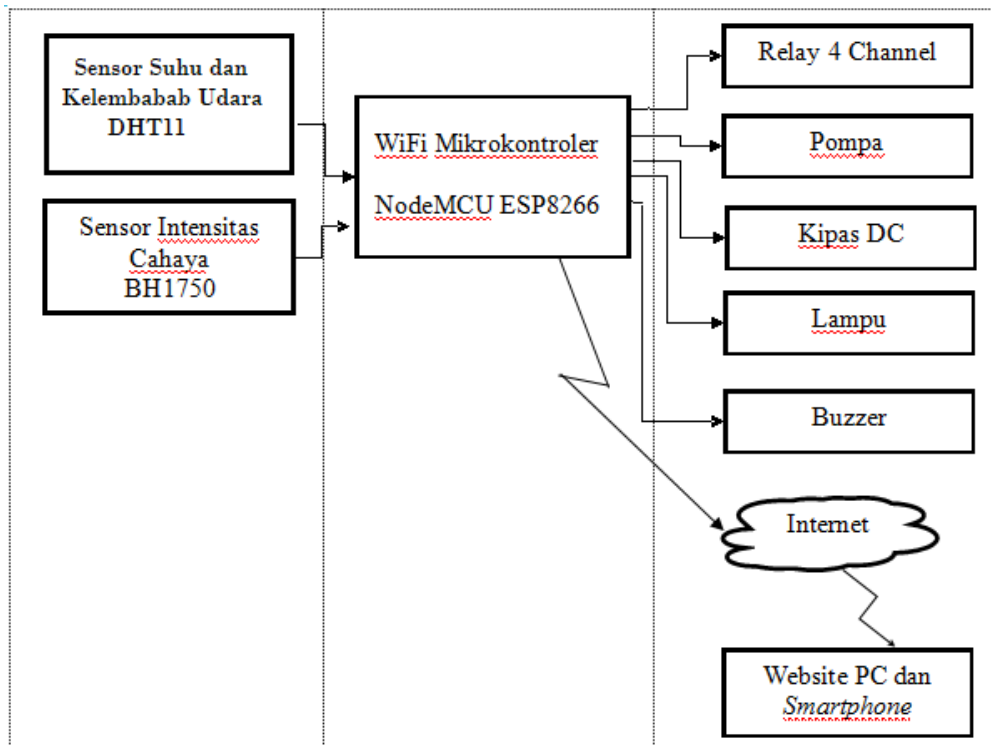 Sensor Suhu dan
Kelembabab Udara
DHT11
Sensor Intensitas
Cahaya
BH1750
WiFi Mikrokontroler
NodeMCU ESP8266
Relay 4 Channel
Pompa
Kipas DC
Lampu
Buzzer
Internet
Website PC dan
Smartphone